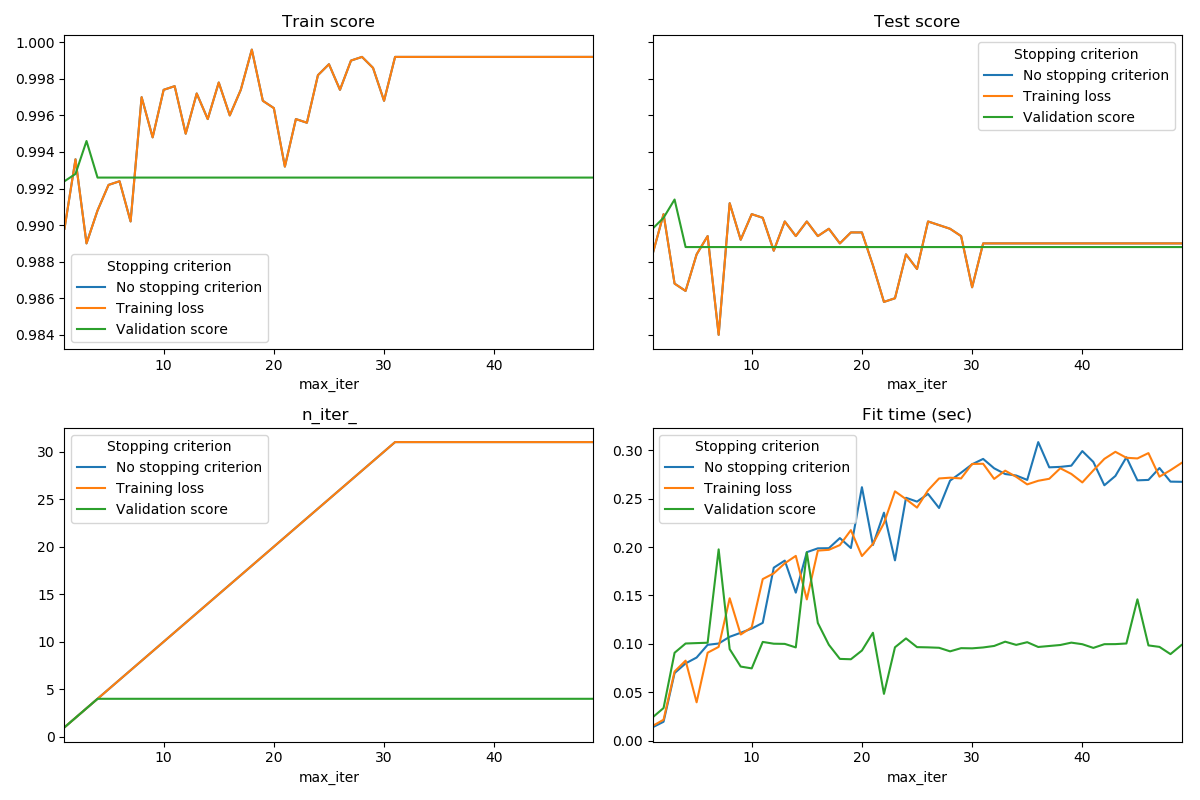 Train score
1.000
0.998
0.996
0.994
0.992
0.990
0.988
0.986
0.984
Stopping criterion
No stopping criterion
Training loss
Validation score
10
20
30
40
max_iter
Test score
Stopping criterion
No stopping criterion
Training loss
Validation score
10
20
30
40
max_iter
n_iter_
30
25
20
15
10
5
0
Stopping criterion
No stopping criterion
Training loss
Validation score
10
20
30
40
max_iter
Fit time (sec)
0.30
0.25
0.20
0.15
0.10
0.05
0.00
Stopping criterion
No stopping criterion
Training loss
Validation score
10
20
30
40
max_iter